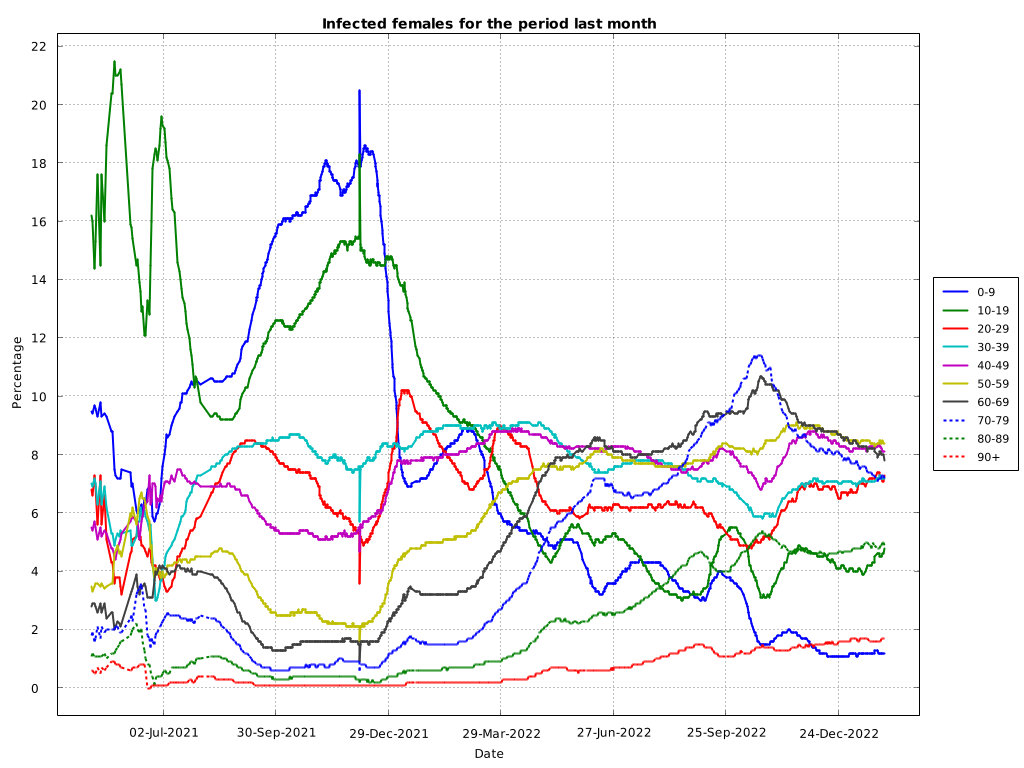 Infected females for the period last month
22
20
18
16
14
12
10
8
6
4
2
0
Percentage
02-Jul-2021
30-Sep-2021
29-Dec-2021
29-Mar-2022
27-Jun-2022
25-Sep-2022
24-Dec-2022
Date
0-9
10-19
20-29
30-39
40-49
50-59
60-69
70-79
80-89
90+